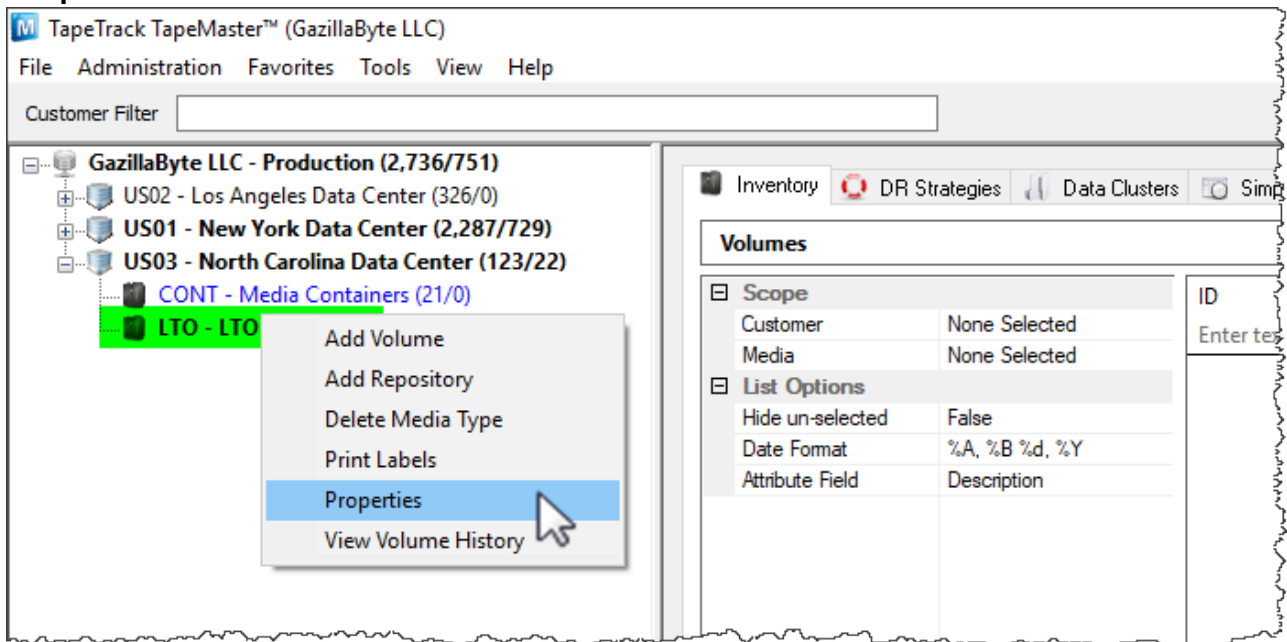 TapeTrack TapeMaster™ (GazillaByte LLC)
File Administration Favorites Tools View Help
Customer Filter
GazillaByte LLC - Production (2,736/751)
US02 - Los Angeles Data Center (326/0)
US01 - New York Data Center (2,287/729)
US03 - North Carolina Data Center (123/22)
CONT - Media Containers (21/0)
LTO - LTO
Add Volume
Add Repository
Delete Media Type
Print Labels
Properties
View Volume History
Inventory DR Strategies Data Clusters
Volumes
Scope
Customer None Selected
Media None Selected
List Options
Hide un-selected False
Date Format %A, %B %d, %Y
Attribute Field Description
ID
Enter